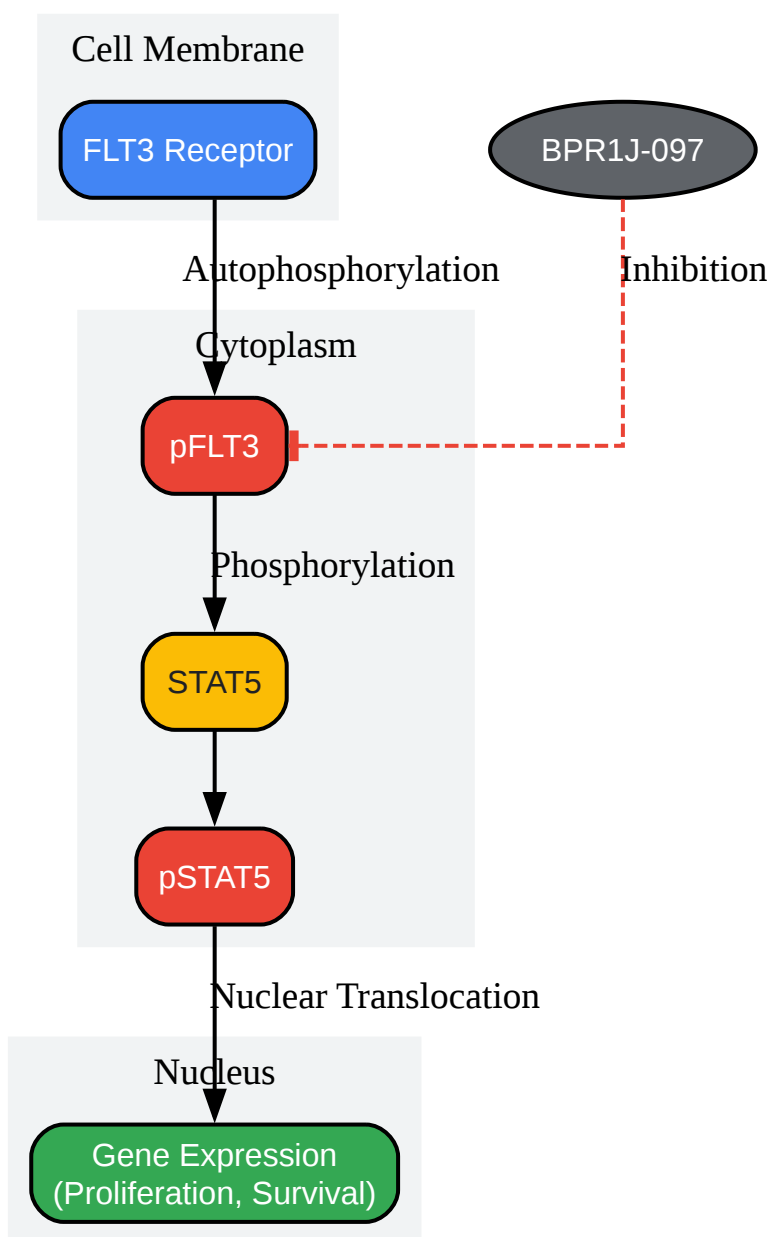 Cell Membrane
FLT3 Receptor
BPR1J-097
Autophosphorylation
Inhibition
Cytoplasm
pFLT3
Phosphorylation
STAT5
pSTAT5
Nuclear Translocation
Nucleus
Gene Expression
(Proliferation, Survival)